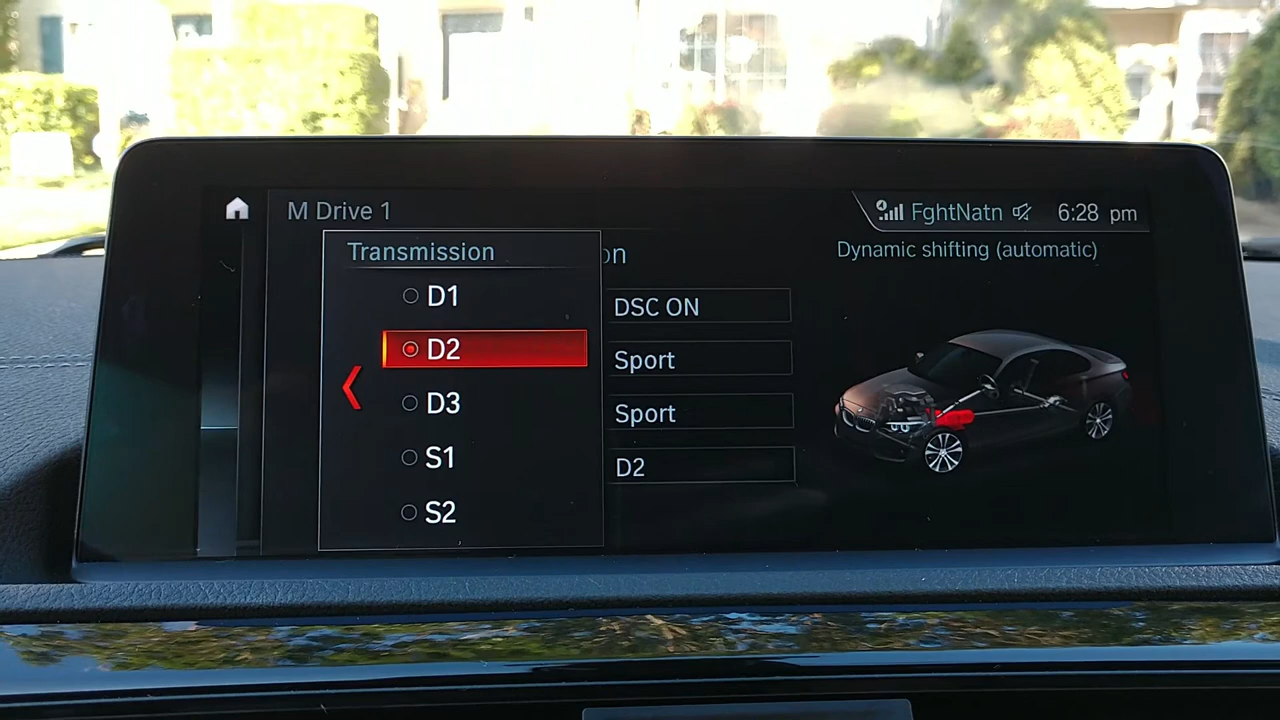 M Drive 1
FghtNatn 6:28 pm
Transmission
on
Dynamic shifting (automatic)
D1
DSC ON
D2
Sport
D3
Sport
S1
D2
S2